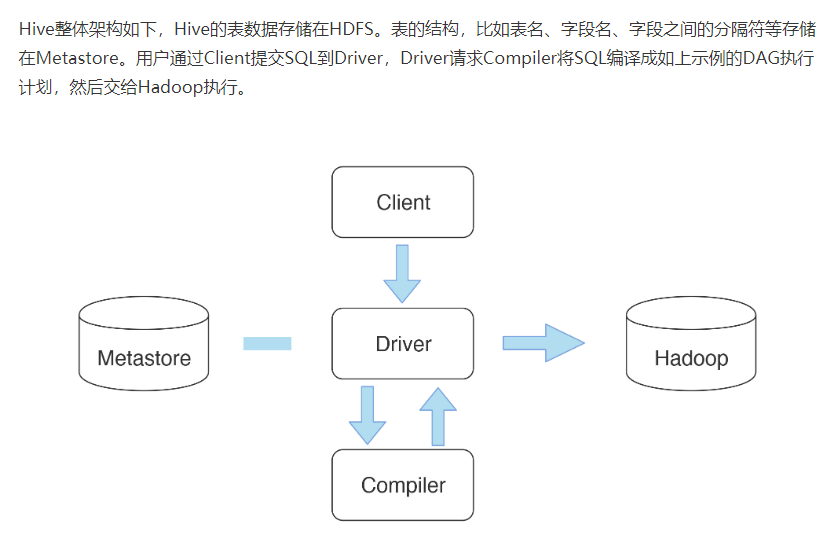 Hive整体架构如下，Hive的表数据存储在HDFS。表的结构，比如表名、字段名、字段之间的分隔符等存储
在Metastore。用户通过Client提交SQL到Driver，Driver请求Compiler将SQL编译成如上示例的DAG执行
计划，然后交给Hadoop执行。
Client
Metastore
Driver
Hadoop
Compiler